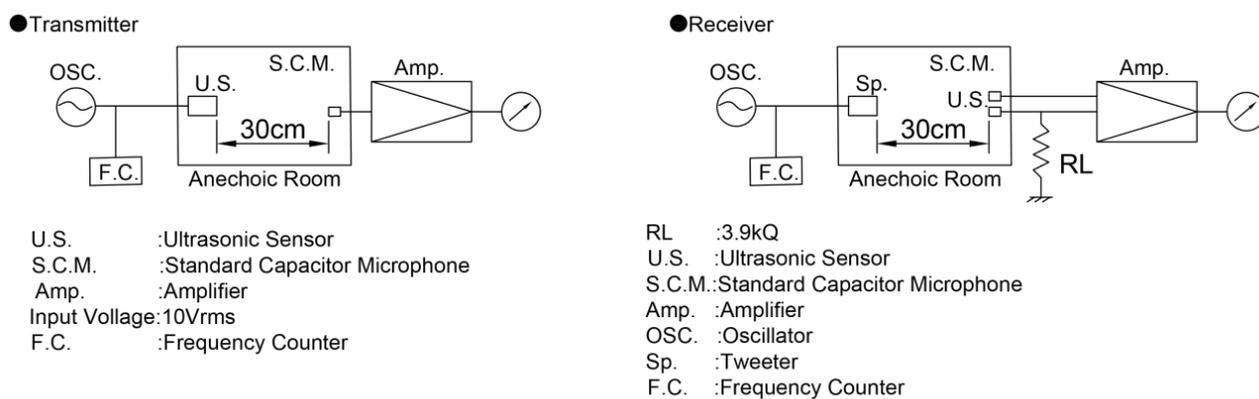 ●Transmitter
OSC.
U.S.
S.C.M.
Amp.
30cm
F.C.
Anechoic Room
U.S. :Ultrasonic Sensor
S.C.M. :Standard Capacitor Microphone
Amp. :Amplifier
Input Vollage:10Vrms
F.C. :Frequency Counter
●Receiver
OSC.
Sp.
S.C.M.
U.S.
Amp.
30cm
RL
F.C.
Anechoic Room
RL :3.9kQ
U.S. :Ultrasonic Sensor
S.C.M.:Standard Capacitor Microphone
Amp. :Amplifier
OSC. :Oscillator
Sp. :Tweeter
F.C. :Frequency Counter